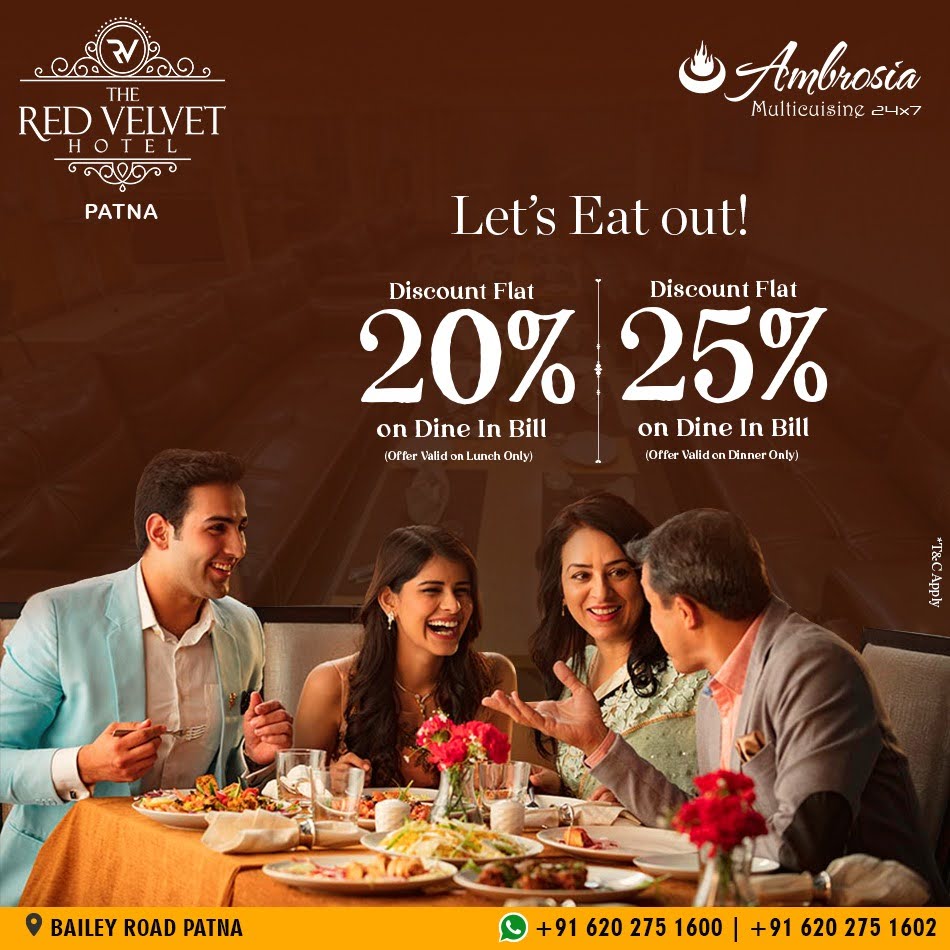 RV
THE
RED VELVET
HOTEL
PATNA
Ambrosia
Multicuisine 24x7
Let's Eat out!
Discount Flat
20%
on Dine In Bill
(Offer Valid on Lunch Only)
Discount Flat
25%
on Dine In Bill
(Offer Valid on Dinner Only)
*T&C Apply
BAILEY ROAD PATNA
+91 620 275 1600 | +91 620 275 1602